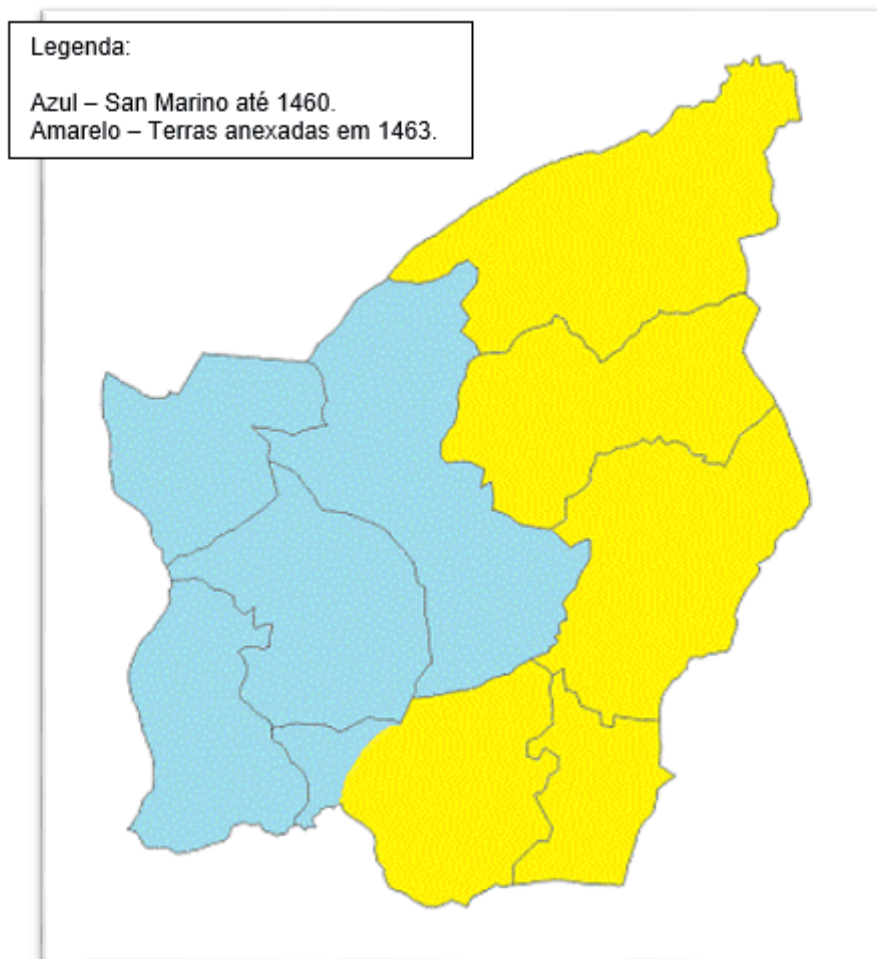 Legenda:
Azul – San Marino até 1460.
Amarelo – Terras anexadas em 1463.